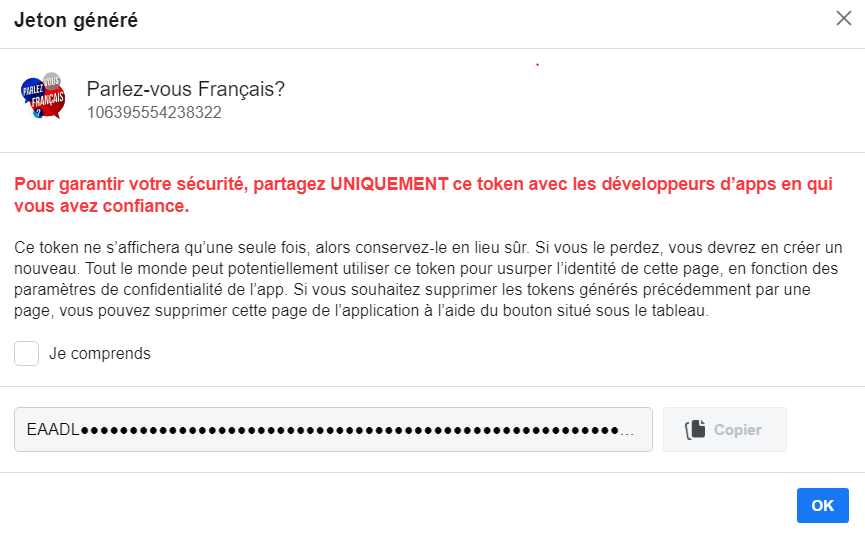 Jeton généré
PARLEZ
VOUS
FRANÇAIS
?
Parlez-vous Français?
106395554238322
Pour garantir votre sécurité, partagez UNIQUEMENT ce token avec les développeurs d’apps en qui
vous avez confiance.
Ce token ne s’affichera qu’une seule fois, alors conservez-le en lieu sûr. Si vous le perdez, vous devrez en créer un
nouveau. Tout le monde peut potentiellement utiliser ce token pour usurper l’identité de cette page, en fonction des
paramètres de confidentialité de l’app. Si vous souhaitez supprimer les tokens générés précédemment par une
page, vous pouvez supprimer cette page de l’application à l’aide du bouton situé sous le tableau.
Je comprends
EAADL●●●●●●●●●●●●●●●●●●●●●●●●●●●●●●●●●●●●●●●●●●●●●●●●●●●●●●●...
Copier
OK